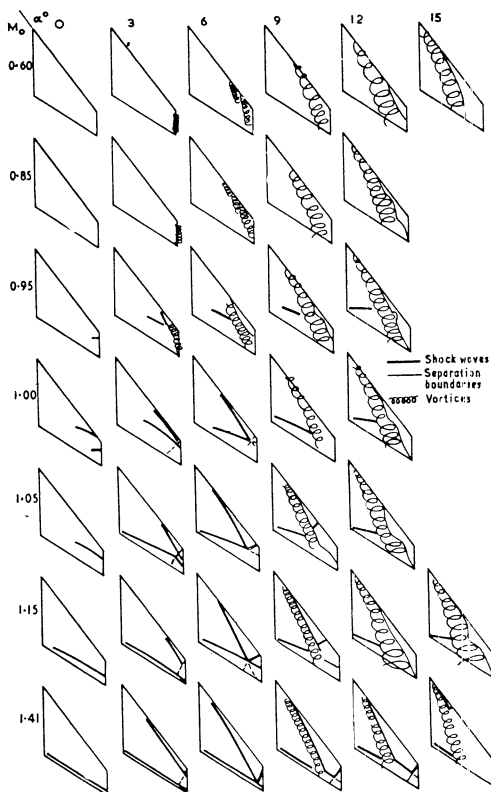 α° 0 3 6 9 12 15
M₀
0·60
0·85
0·95
Shock waves
Separation
boundaries
Vortices
1·00
1·05
1·15
1·41